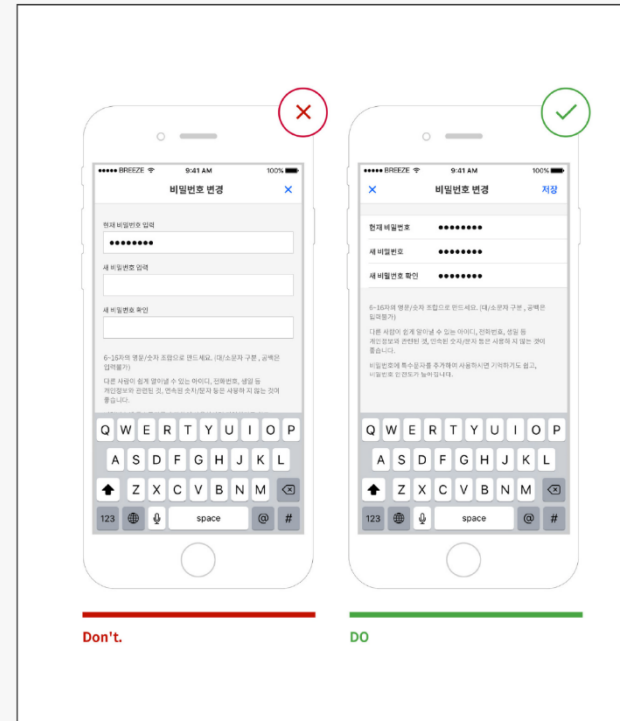 BREEZE 9:41 AM 100%
비밀번호 변경
현재 비밀번호 입력
새 비밀번호 입력
새 비밀번호 확인
6-16자의 영문/숫자 조합으로 만드세요. (대/소문자 구분 , 공백은
입력불가)
다른 사람이 쉽게 알아낼 수 있는 아이디, 전화번호, 생일 등
개인정보와 관련된 것, 연속된 숫자/문자 등은 사용하 지 않는 것이
좋습니다.
Q W E R T Y U I O P
A S D F G H J K L
Z X C V B N M
123 space @ #
Don't.
BREEZE 9:41 AM 100%
비밀번호 변경 저장
현재 비밀번호
새 비밀번호
새 비밀번호 확인
6-16자의 영문/숫자 조합으로 만드세요. (대/소문자 구분 , 공백은
입력불가)
다른 사람이 쉽게 알아낼 수 있는 아이디, 전화번호, 생일 등
개인정보와 관련된 것, 연속된 숫자/문자 등은 사용하 지 않는 것이
좋습니다.
비밀번호에 특수문자를 추가하여 사용하시면 기억하기도 쉽고,
비밀번호 안전도가
Q W E R T Y U I O P
A S D F G H J K L
Z X C V B N M
123 space @ #
DO